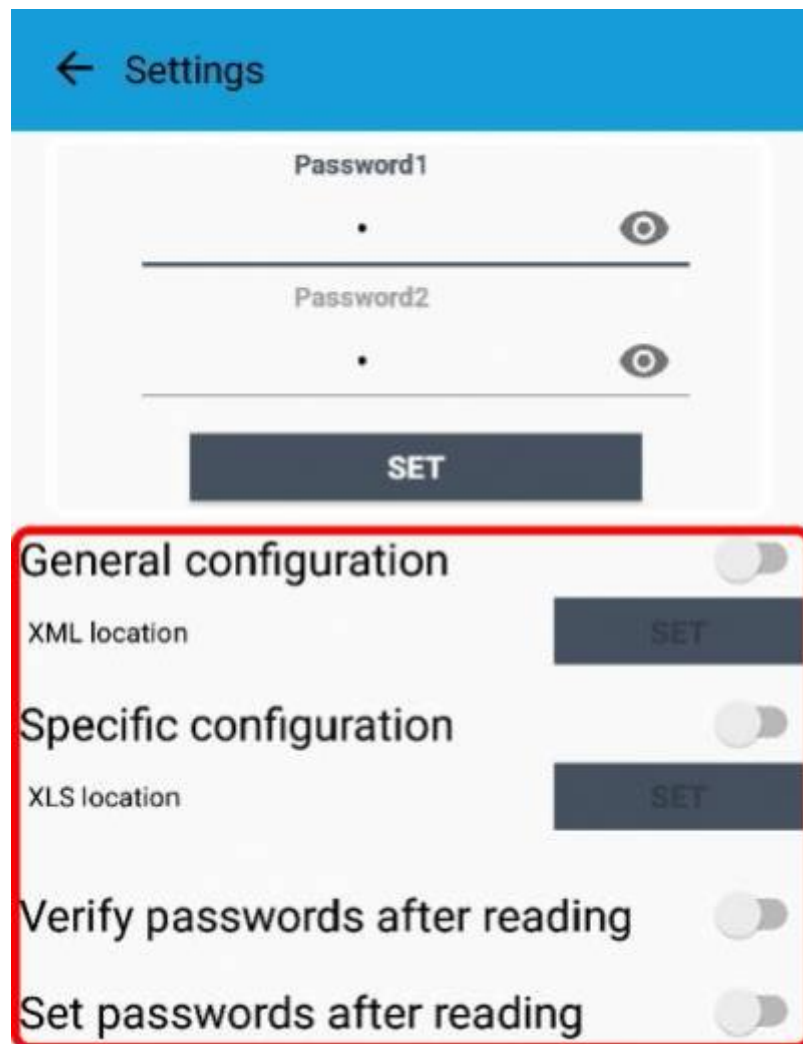 Settings
Password1
•
Password2
•
SET
General configuration
XML location
SET
Specific configuration
XLS location
SET
Verify passwords after reading
Set passwords after reading